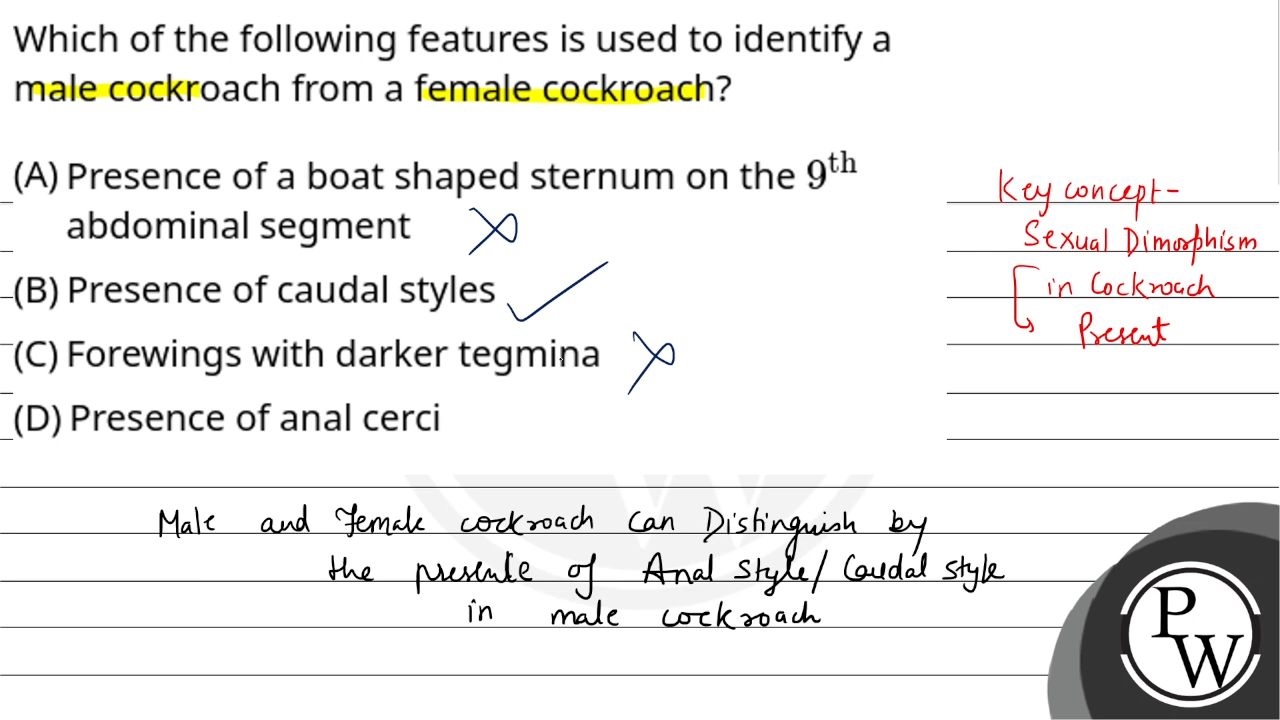 Which of the following features is used to identify a
male cockroach from a female cockroach?
(A) Presence of a boat shaped sternum on the 9th
abdominal segment
(B) Presence of caudal styles
(C) Forewings with darker tegmina
(D) Presence of anal cerci
Key concept-
Sexual Dimorphism
in Cockroach
Present
Male and Female cockroach can Distinguish by
the presence of Anal Style/Caudal style
in male cockroach
P
W